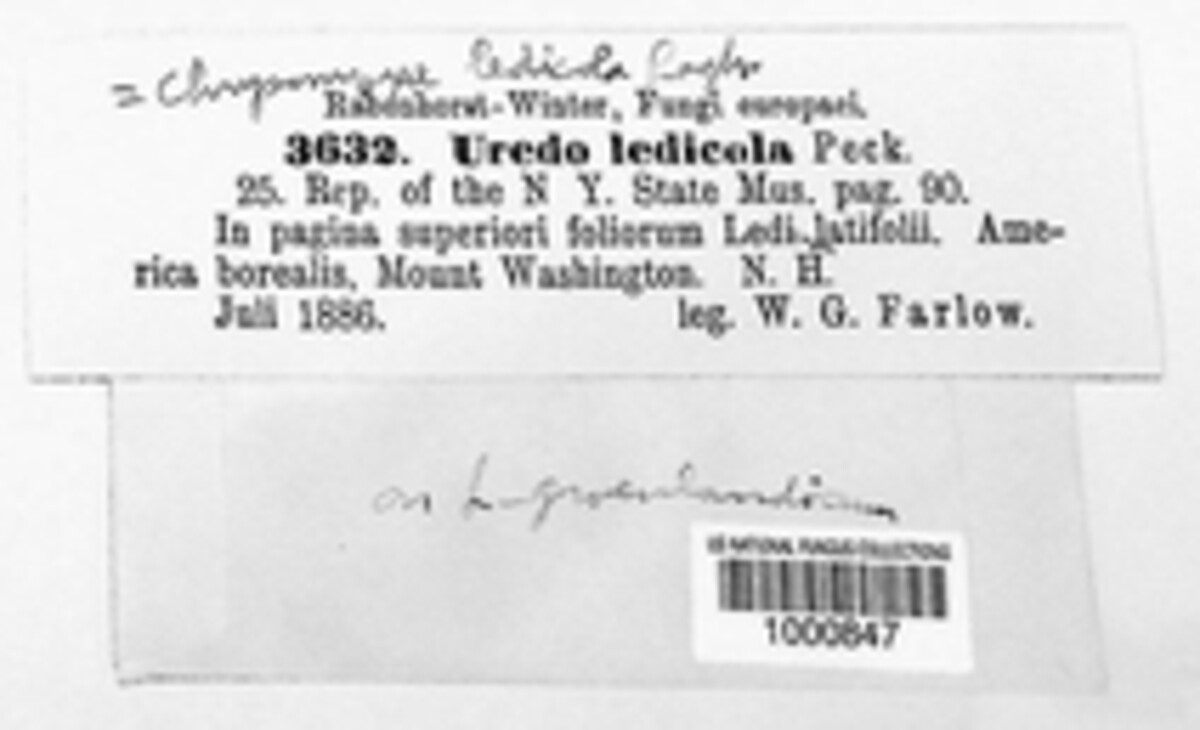 = Chrysomyxa ledicola Lagh.
Rabenhorst-Winter, Fungi europaei.
3632. Uredo ledicola Peck.
25. Rep. of the N Y. State Mus. pag. 90.
In pagina superiori foliorum Ledi latifolii. Ame-
rica borealis, Mount Washington. N. H.
Juli 1886. leg. W. G. Farlow.
on L. groenlandicum
US NATIONAL FUNGUS COLLECTIONS
1000847